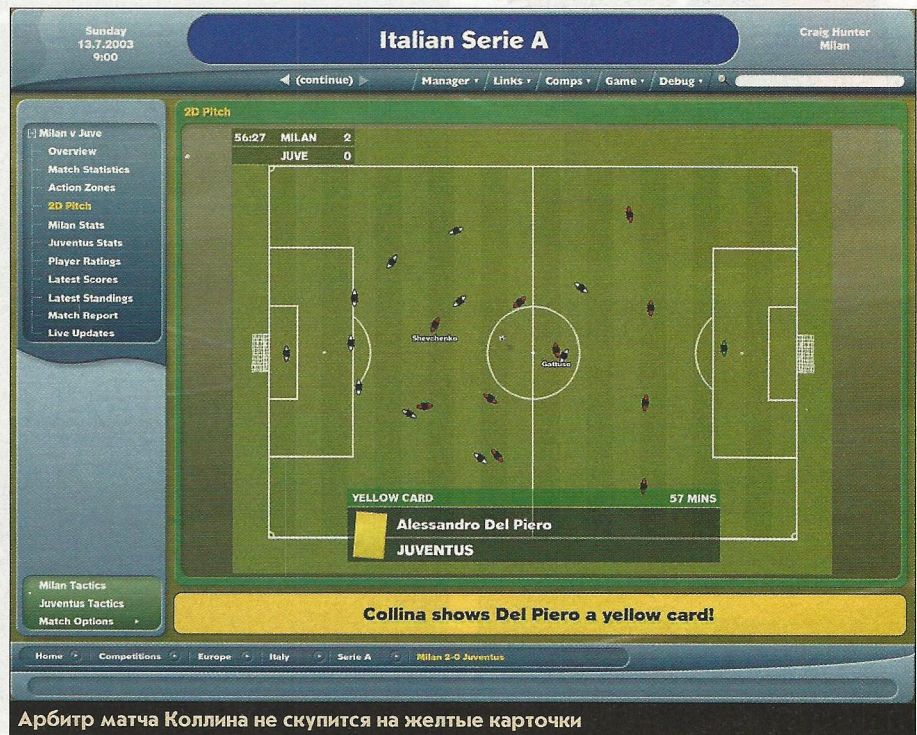 Sunday
13.7.2003
9:00
Italian Serie A
Craig Hunter
Milan
(continue)
Manager
Links
Comps
Game
Debug
2D Pitch
Milan v Juve
Overview
Match Statistics
Action Zones
2D Pitch
Milan Stats
Juventus Stats
Player Ratings
Latest Scores
Latest Standings
Match Report
Live Updates
56:27 MILAN 2
JUVE 0
Shevchenko
Gattuso
YELLOW CARD 57 MINS
Alessandro Del Piero
JUVENTUS
Milan Tactics
Juventus Tactics
Match Options
Collina shows Del Piero a yellow card!
Home Competitions Europe Italy Serie A Milan 2-0 Juventus
Арбитр матча Коллина не скупится на желтые карточки